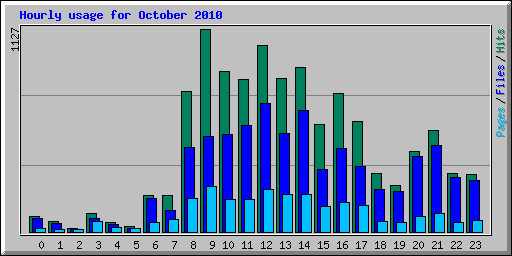 Hourly usage for October 2010
1127
Pages / Files / Hits
0 1 2 3 4 5 6 7 8 9 10 11 12 13 14 15 16 17 18 19 20 21 22 23